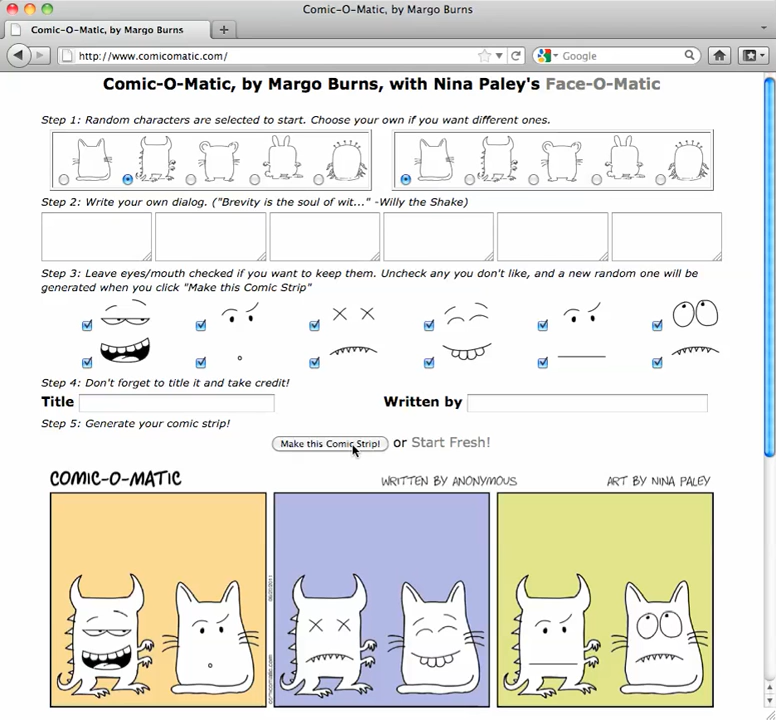 Comic-O-Matic, by Margo Burns
Comic-O-Matic, by Margo Burns
http://www.comicomatic.com/
Google
Comic-O-Matic, by Margo Burns, with Nina Paley's Face-O-Matic
Step 1: Random characters are selected to start. Choose your own if you want different ones.
Step 2: Write your own dialog. ("Brevity is the soul of wit..." -Willy the Shake)
Step 3: Leave eyes/mouth checked if you want to keep them. Uncheck any you don't like, and a new random one will be
generated when you click "Make this Comic Strip"
Step 4: Don't forget to title it and take credit!
Title
Written by
Step 5: Generate your comic strip!
Make this Comic Strip! or Start Fresh!
COMIC-O-MATIC WRITTEN BY ANONYMOUS ART BY NINA PALEY
comicomatic.com